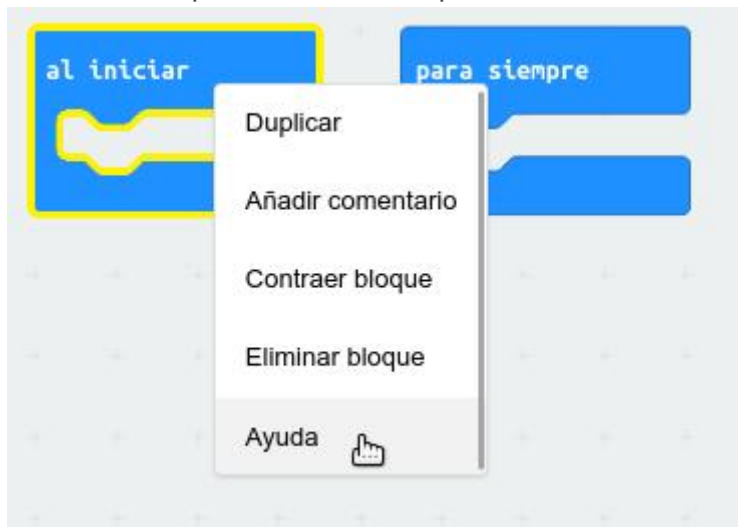 al iniciar
para siempre
Duplicar
Añadir comentario
Contraer bloque
Eliminar bloque
Ayuda